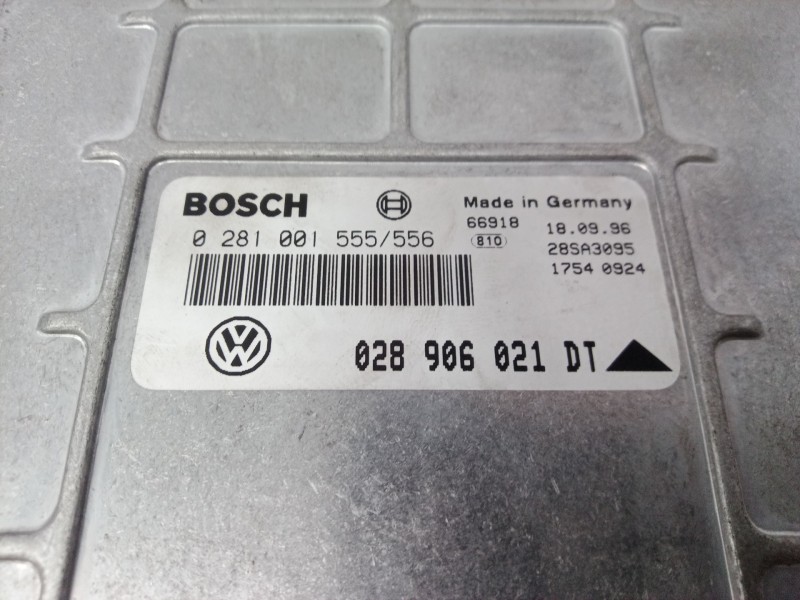 BOSCH Made in Germany
0 281 001 555/556 66918 18.09.96
810 28SA3095
1754 0924
VW 028 906 021 DT